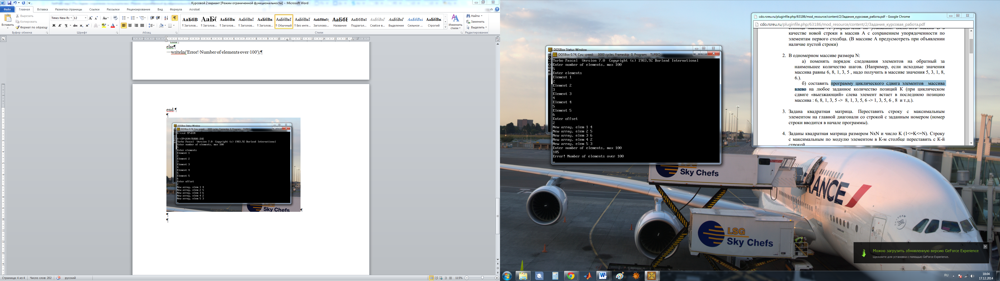 Курсовой 2 вариант [Режим ограниченной функциональности] - Microsoft Word
Файл Главная Вставка Разметка страницы Ссылки Рассылки Рецензирование Вид Формула Acrobat
Вставить
Вырезать
Копировать
Формат по образцу
Буфер обмена
Times New Rc 12
Шрифт
Абзац
АаБбВ АаБб АаБбВв АаБбВвІ АаБбВв АаБбВвІ АаБбВвІ АаБбВвГг, АаБбІ АаБбВвІ АаБбВвІ АаБбВвІ АаБбВвІ АаБбВв
¶ Заголов... ¶ Заголов... ¶ Заголов... ¶ Заголов... ¶ Заголов... ¶ Обычный ¶ Без инте... Заголово... Название Подзагол... Слабое в... Выделение Сильное ... Строгий
Стили
Изменить стили
Найти
Заменить
Выделить
Редактирование
end
else¶
writeln('Error! Number of elements over 100');¶
end.¶
¶
DOSBox Status Window
DOSBox 0.74, Cpu speed: 3000 cycles, Frameskip 0, Program: TURBO
D:\>cd TP\BIN
D:\TP\BIN>TURBO.EXE
Turbo Pascal Version 7.0 Copyright (c) 1983,92 Borland International
Enter number of elements, max 100
5
Enter elements
Element 1
2
Element 2
3
Element 3
4
Element 4
5
Element 5
6
Enter offset
2
New array, elem 1 4
New array, elem 2 5
New array, elem 3 6
New array, elem 4 2
New array, elem 5 3
Sky Chefs
¶
¶
¶
Страница: 4 из 4 Число слов: 202 русский 115%
DOSBox Status Window
DOSBox 0.74, Cpu speed: 3000 cycles, Frameskip 0, Program: TURBO
Turbo Pascal Version 7.0 Copyright (c) 1983,92 Borland International
Enter number of elements, max 100
5
Enter elements
Element 1
2
Element 2
3
Element 3
4
Element 4
5
Element 5
6
Enter offset
2
New array, elem 1 4
New array, elem 2 5
New array, elem 3 6
New array, elem 4 2
New array, elem 5 3
Enter number of elements, max 100
105
Error! Number of elements over 100
cdo.rsreu.ru/pluginfile.php/63186/mod_resource/content/2/Задания_курсовая_работа.pdf - Google Chrome
cdo.rsreu.ru/pluginfile.php/63186/mod_resource/content/2/Задания_курсовая_работа.pdf
столбца массива А упорядочены по убыванию. Включить массив В в
качестве новой строки в массив А с сохранением упорядоченности по
элементам первого столбца. (В массиве А предусмотреть при объявлении
наличие пустой строки)
2. В одномерном массиве размера N:
а) поменять порядок следования элементов на обратный за
наименьшее количество шагов. (Например, если исходные значения
массива равны 6, 8, 1, 3, 5 , надо получить в массиве значения 5, 3, 1, 8,
6.).
б) составить программу циклического сдвига элементов массива
влево на любое заданное количество позиций К (при циклическом
сдвиге «выезжающий» слева элемент встает в последнюю позицию
массива : 6, 8, 1, 3, 5 -> 8, 1, 3, 5, 6 -> 1, 3, 5, 6 , 8 и т.д.).
3. Задана квадратная матрица. Переставить строку с максимальным
элементом на главной диагонали со строкой с заданным номером (номер
строки вводится в начале программы).
4. Заданы квадратная матрица размером NxN и число K (1<=K<=N). Строку
с максимальным по модулю элементом в К-м столбце переставить с К-й
строкой
Sky Chefs
LSG
Sky Chefs
RANCE
SKYTEAM
Можно загрузить обновленную версию GeForce Experience
Щелкните для установки с помощью GeForce Experience.
RU
18:04
17.12.2014